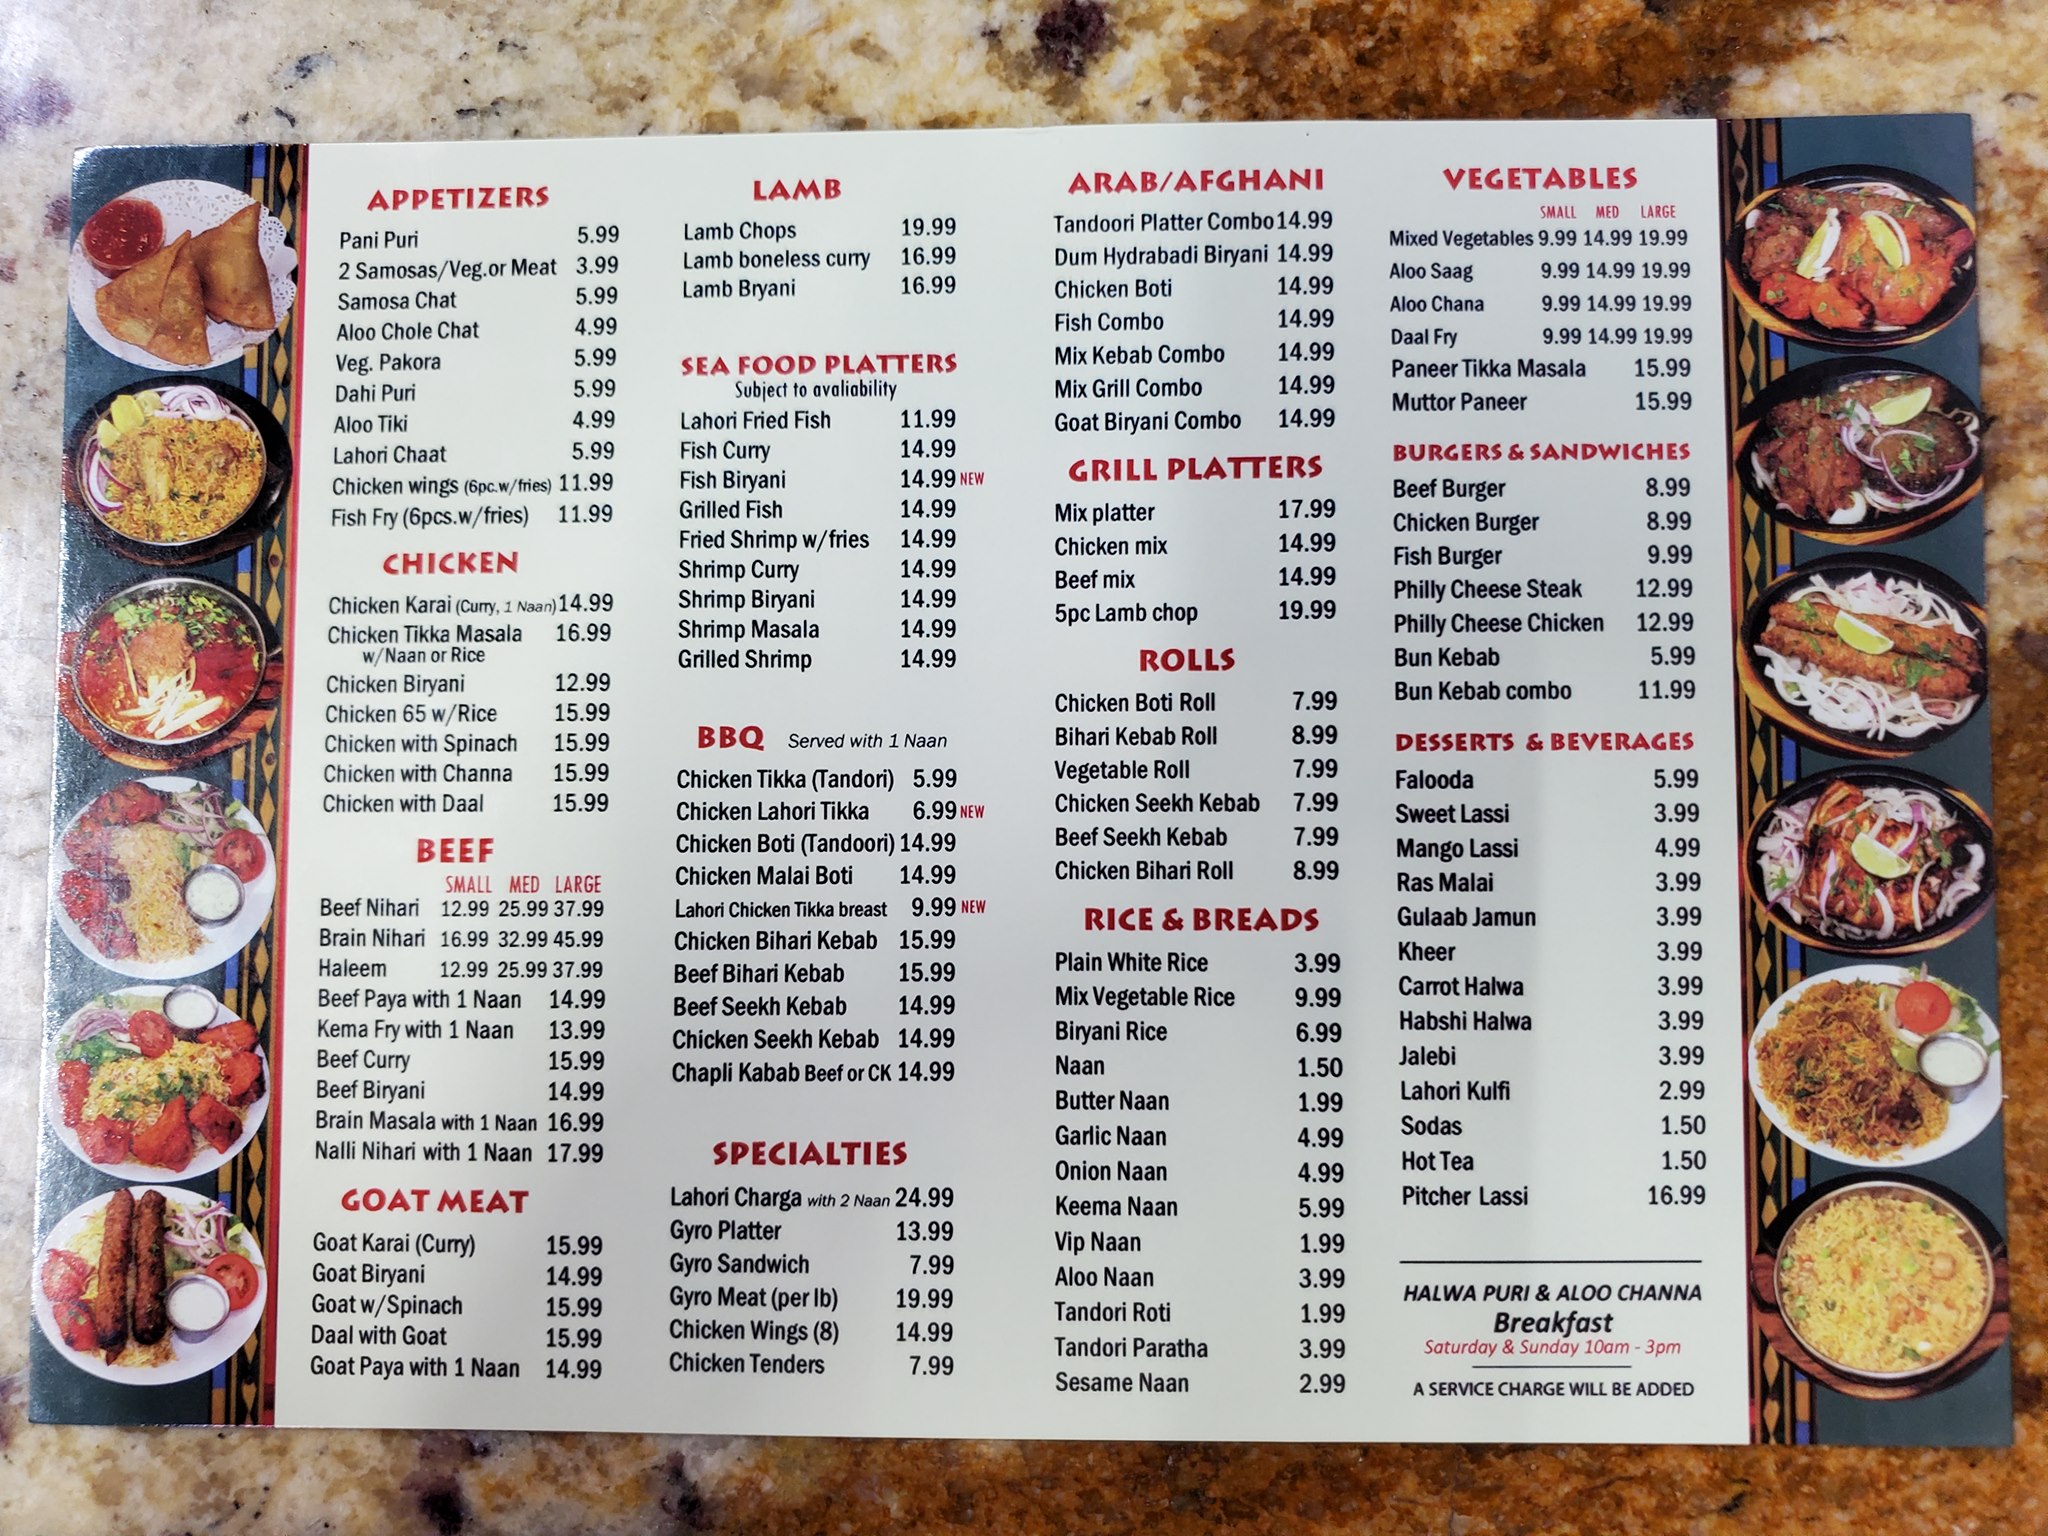 APPETIZERS
Pani Puri 5.99
2 Samosas/Veg.or Meat 3.99
Samosa Chat 5.99
Aloo Chole Chat 4.99
Veg. Pakora 5.99
Dahi Puri 5.99
Aloo Tiki 4.99
Lahori Chaat 5.99
Chicken wings (6pc.w/fries) 11.99
Fish Fry (6pcs.w/fries) 11.99
CHICKEN
Chicken Karai (Curry, 1 Naan) 14.99
Chicken Tikka Masala 16.99
w/Naan or Rice
Chicken Biryani 12.99
Chicken 65 w/Rice 15.99
Chicken with Spinach 15.99
Chicken with Channa 15.99
Chicken with Daal 15.99
BEEF
SMALL MED LARGE
Beef Nihari 12.99 25.99 37.99
Brain Nihari 16.99 32.99 45.99
Haleem 12.99 25.99 37.99
Beef Paya with 1 Naan 14.99
Kema Fry with 1 Naan 13.99
Beef Curry 15.99
Beef Biryani 14.99
Brain Masala with 1 Naan 16.99
Nalli Nihari with 1 Naan 17.99
GOAT MEAT
Goat Karai (Curry) 15.99
Goat Biryani 14.99
Goat w/Spinach 15.99
Daal with Goat 15.99
Goat Paya with 1 Naan 14.99
LAMB
Lamb Chops 19.99
Lamb boneless curry 16.99
Lamb Bryani 16.99
SEA FOOD PLATTERS
Subject to avaliability
Lahori Fried Fish 11.99
Fish Curry 14.99
Fish Biryani 14.99 NEW
Grilled Fish 14.99
Fried Shrimp w/fries 14.99
Shrimp Curry 14.99
Shrimp Biryani 14.99
Shrimp Masala 14.99
Grilled Shrimp 14.99
BBQ Served with 1 Naan
Chicken Tikka (Tandori) 5.99
Chicken Lahori Tikka 6.99 NEW
Chicken Boti (Tandoori) 14.99
Chicken Malai Boti 14.99
Lahori Chicken Tikka breast 9.99 NEW
Chicken Bihari Kebab 15.99
Beef Bihari Kebab 15.99
Beef Seekh Kebab 14.99
Chicken Seekh Kebab 14.99
Chapli Kabab Beef or CK 14.99
SPECIALTIES
Lahori Charga with 2 Naan 24.99
Gyro Platter 13.99
Gyro Sandwich 7.99
Gyro Meat (per lb) 19.99
Chicken Wings (8) 14.99
Chicken Tenders 7.99
ARAB/AFGHANI
Tandoori Platter Combo 14.99
Dum Hydrabadi Biryani 14.99
Chicken Boti 14.99
Fish Combo 14.99
Mix Kebab Combo 14.99
Mix Grill Combo 14.99
Goat Biryani Combo 14.99
GRILL PLATTERS
Mix platter 17.99
Chicken mix 14.99
Beef mix 14.99
5pc Lamb chop 19.99
ROLLS
Chicken Boti Roll 7.99
Bihari Kebab Roll 8.99
Vegetable Roll 7.99
Chicken Seekh Kebab 7.99
Beef Seekh Kebab 7.99
Chicken Bihari Roll 8.99
RICE & BREADS
Plain White Rice 3.99
Mix Vegetable Rice 9.99
Biryani Rice 6.99
Naan 1.50
Butter Naan 1.99
Garlic Naan 4.99
Onion Naan 4.99
Keema Naan 5.99
Vip Naan 1.99
Aloo Naan 3.99
Tandori Roti 1.99
Tandori Paratha 3.99
Sesame Naan 2.99
VEGETABLES
SMALL MED LARGE
Mixed Vegetables 9.99 14.99 19.99
Aloo Saag 9.99 14.99 19.99
Aloo Chana 9.99 14.99 19.99
Daal Fry 9.99 14.99 19.99
Paneer Tikka Masala 15.99
Muttor Paneer 15.99
BURGERS & SANDWICHES
Beef Burger 8.99
Chicken Burger 8.99
Fish Burger 9.99
Philly Cheese Steak 12.99
Philly Cheese Chicken 12.99
Bun Kebab 5.99
Bun Kebab combo 11.99
DESSERTS & BEVERAGES
Falooda 5.99
Sweet Lassi 3.99
Mango Lassi 4.99
Ras Malai 3.99
Gulaab Jamun 3.99
Kheer 3.99
Carrot Halwa 3.99
Habshi Halwa 3.99
Jalebi 3.99
Lahori Kulfi 2.99
Sodas 1.50
Hot Tea 1.50
Pitcher Lassi 16.99
HALWA PURI & ALOO CHANNA
Breakfast
Saturday & Sunday 10am - 3pm
A SERVICE CHARGE WILL BE ADDED